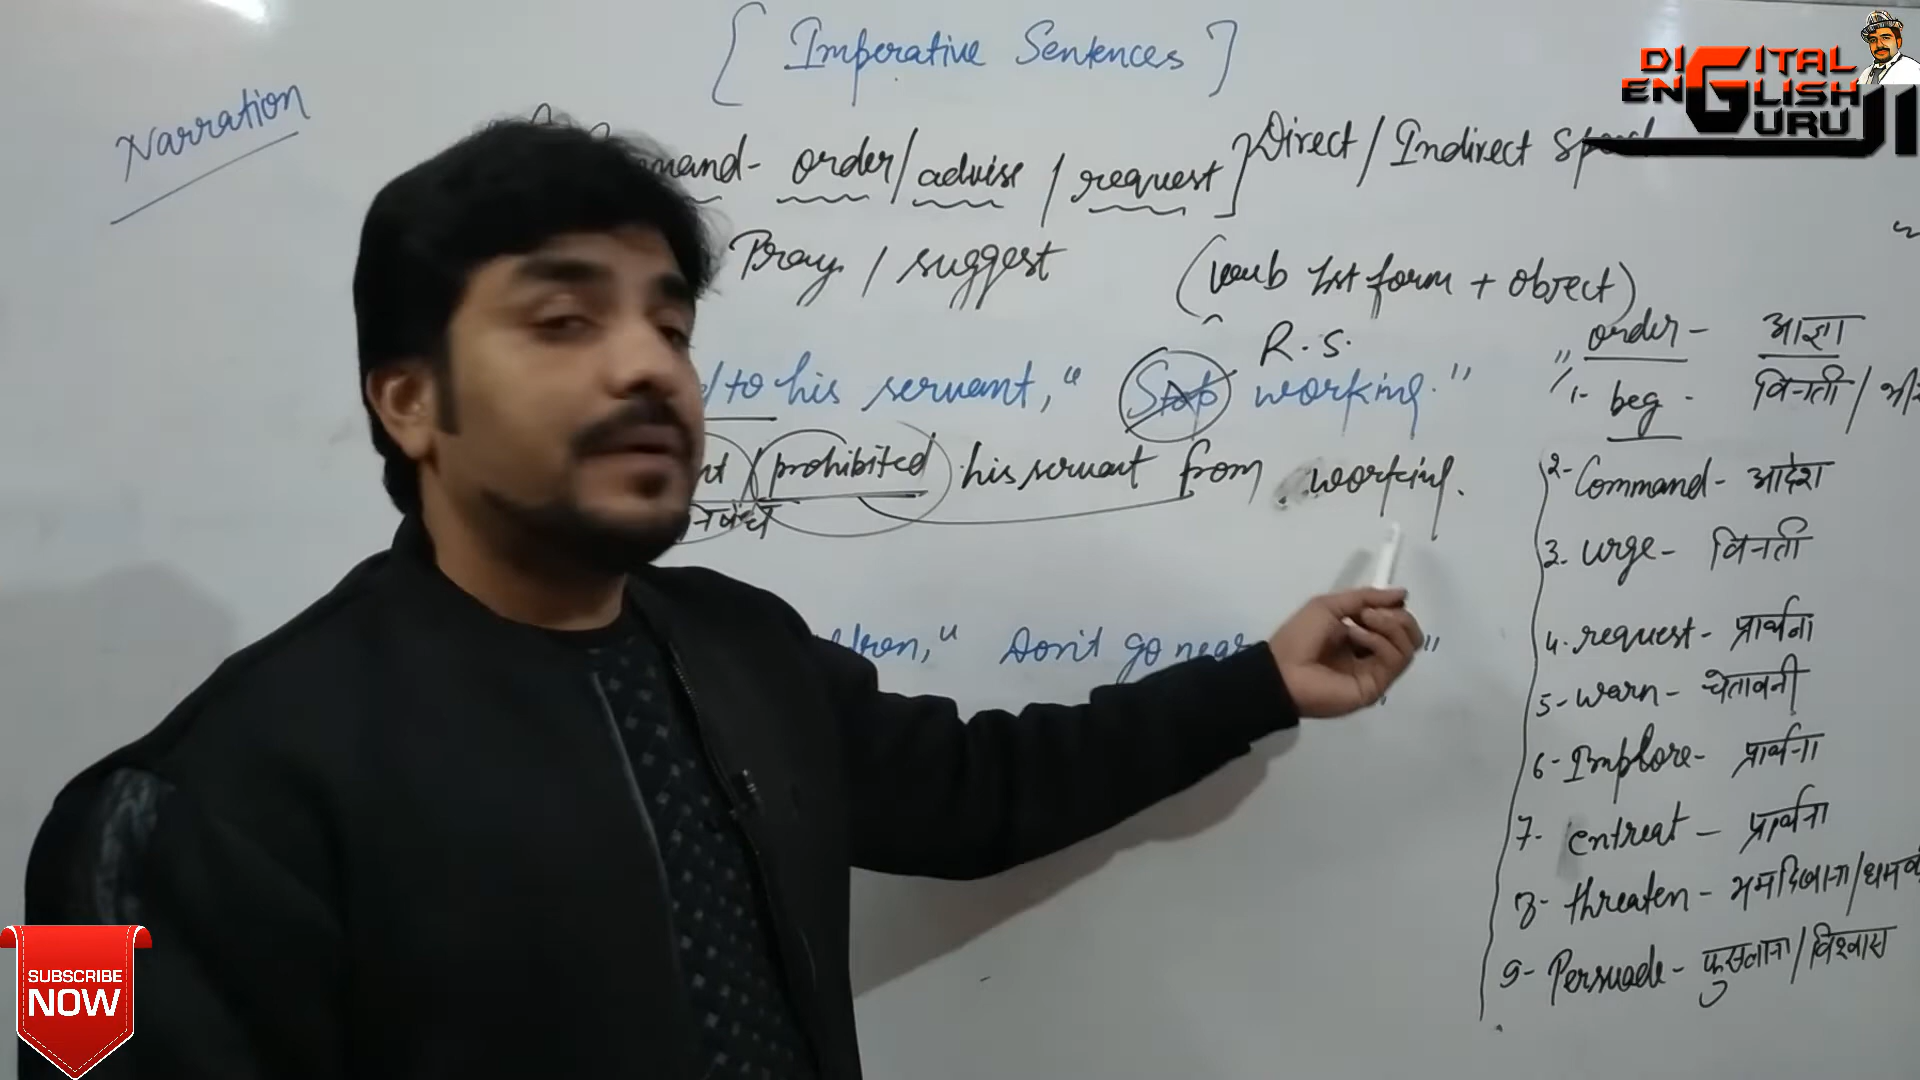 [ Imperative Sentences ]
DIGITAL
ENGLISH
GURUJI
Narration
mand- order / advise / request ] Direct / Indirect
Pray / suggest
(verb Ist form + object)
R. S.
to his servant, " Stop working. "
prohibited his servant from working.
" Don't go near "
order - आज्ञा
1- beg - विनती /
2- Command - आदेश
3. urge - विनती
4. request - प्रार्थना
5- warn - चेतावनी
6- Implore - प्रार्थना
7- entreat - प्रार्थना
8- threaten -
9- Persuade - फुसलाना / विश्वास
SUBSCRIBE
NOW